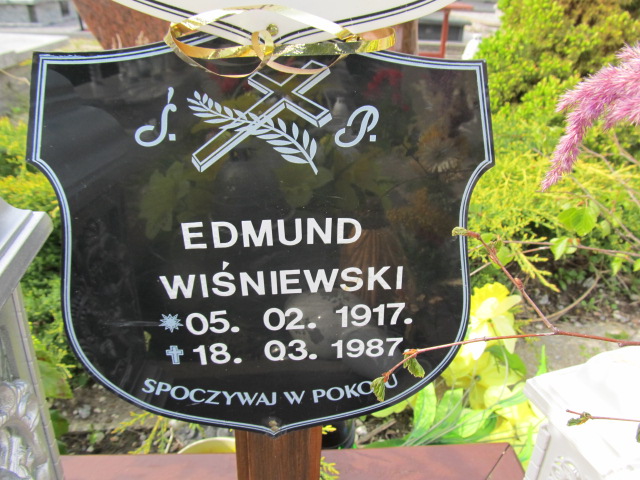 Ś. P.
EDMUND
WIŚNIEWSKI
05. 02. 1917.
18. 03. 1987
SPOCZYWAJ W POKOJU